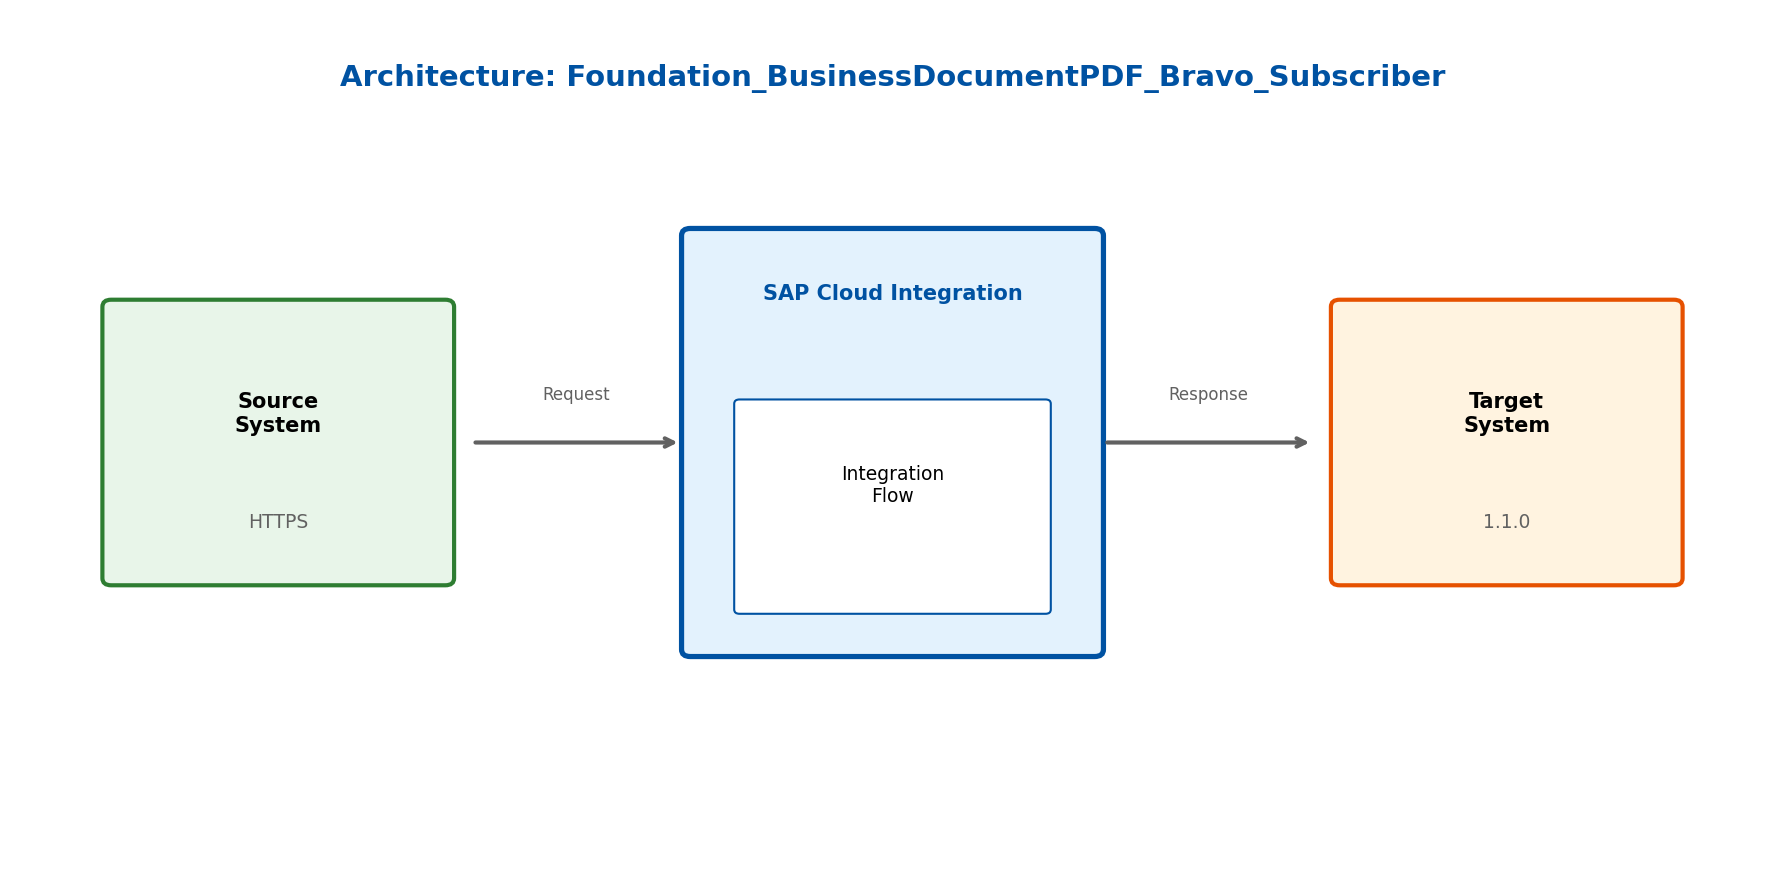 Architecture: Foundation_BusinessDocumentPDF_Bravo_Subscriber
SAP Cloud Integration
Source
System
HTTPS
Request
Integration
Flow
Response
Target
System
1.1.0